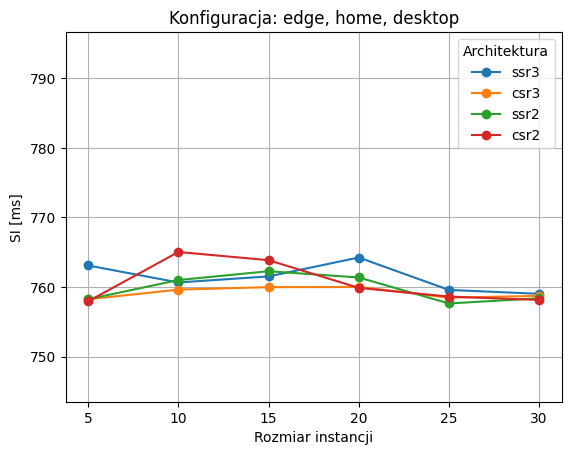 Konfiguracja: edge, home, desktop
Architektura
ssr3
csr3
ssr2
csr2
SI [ms]
790
780
770
760
750
5 10 15 20 25 30
Rozmiar instancji